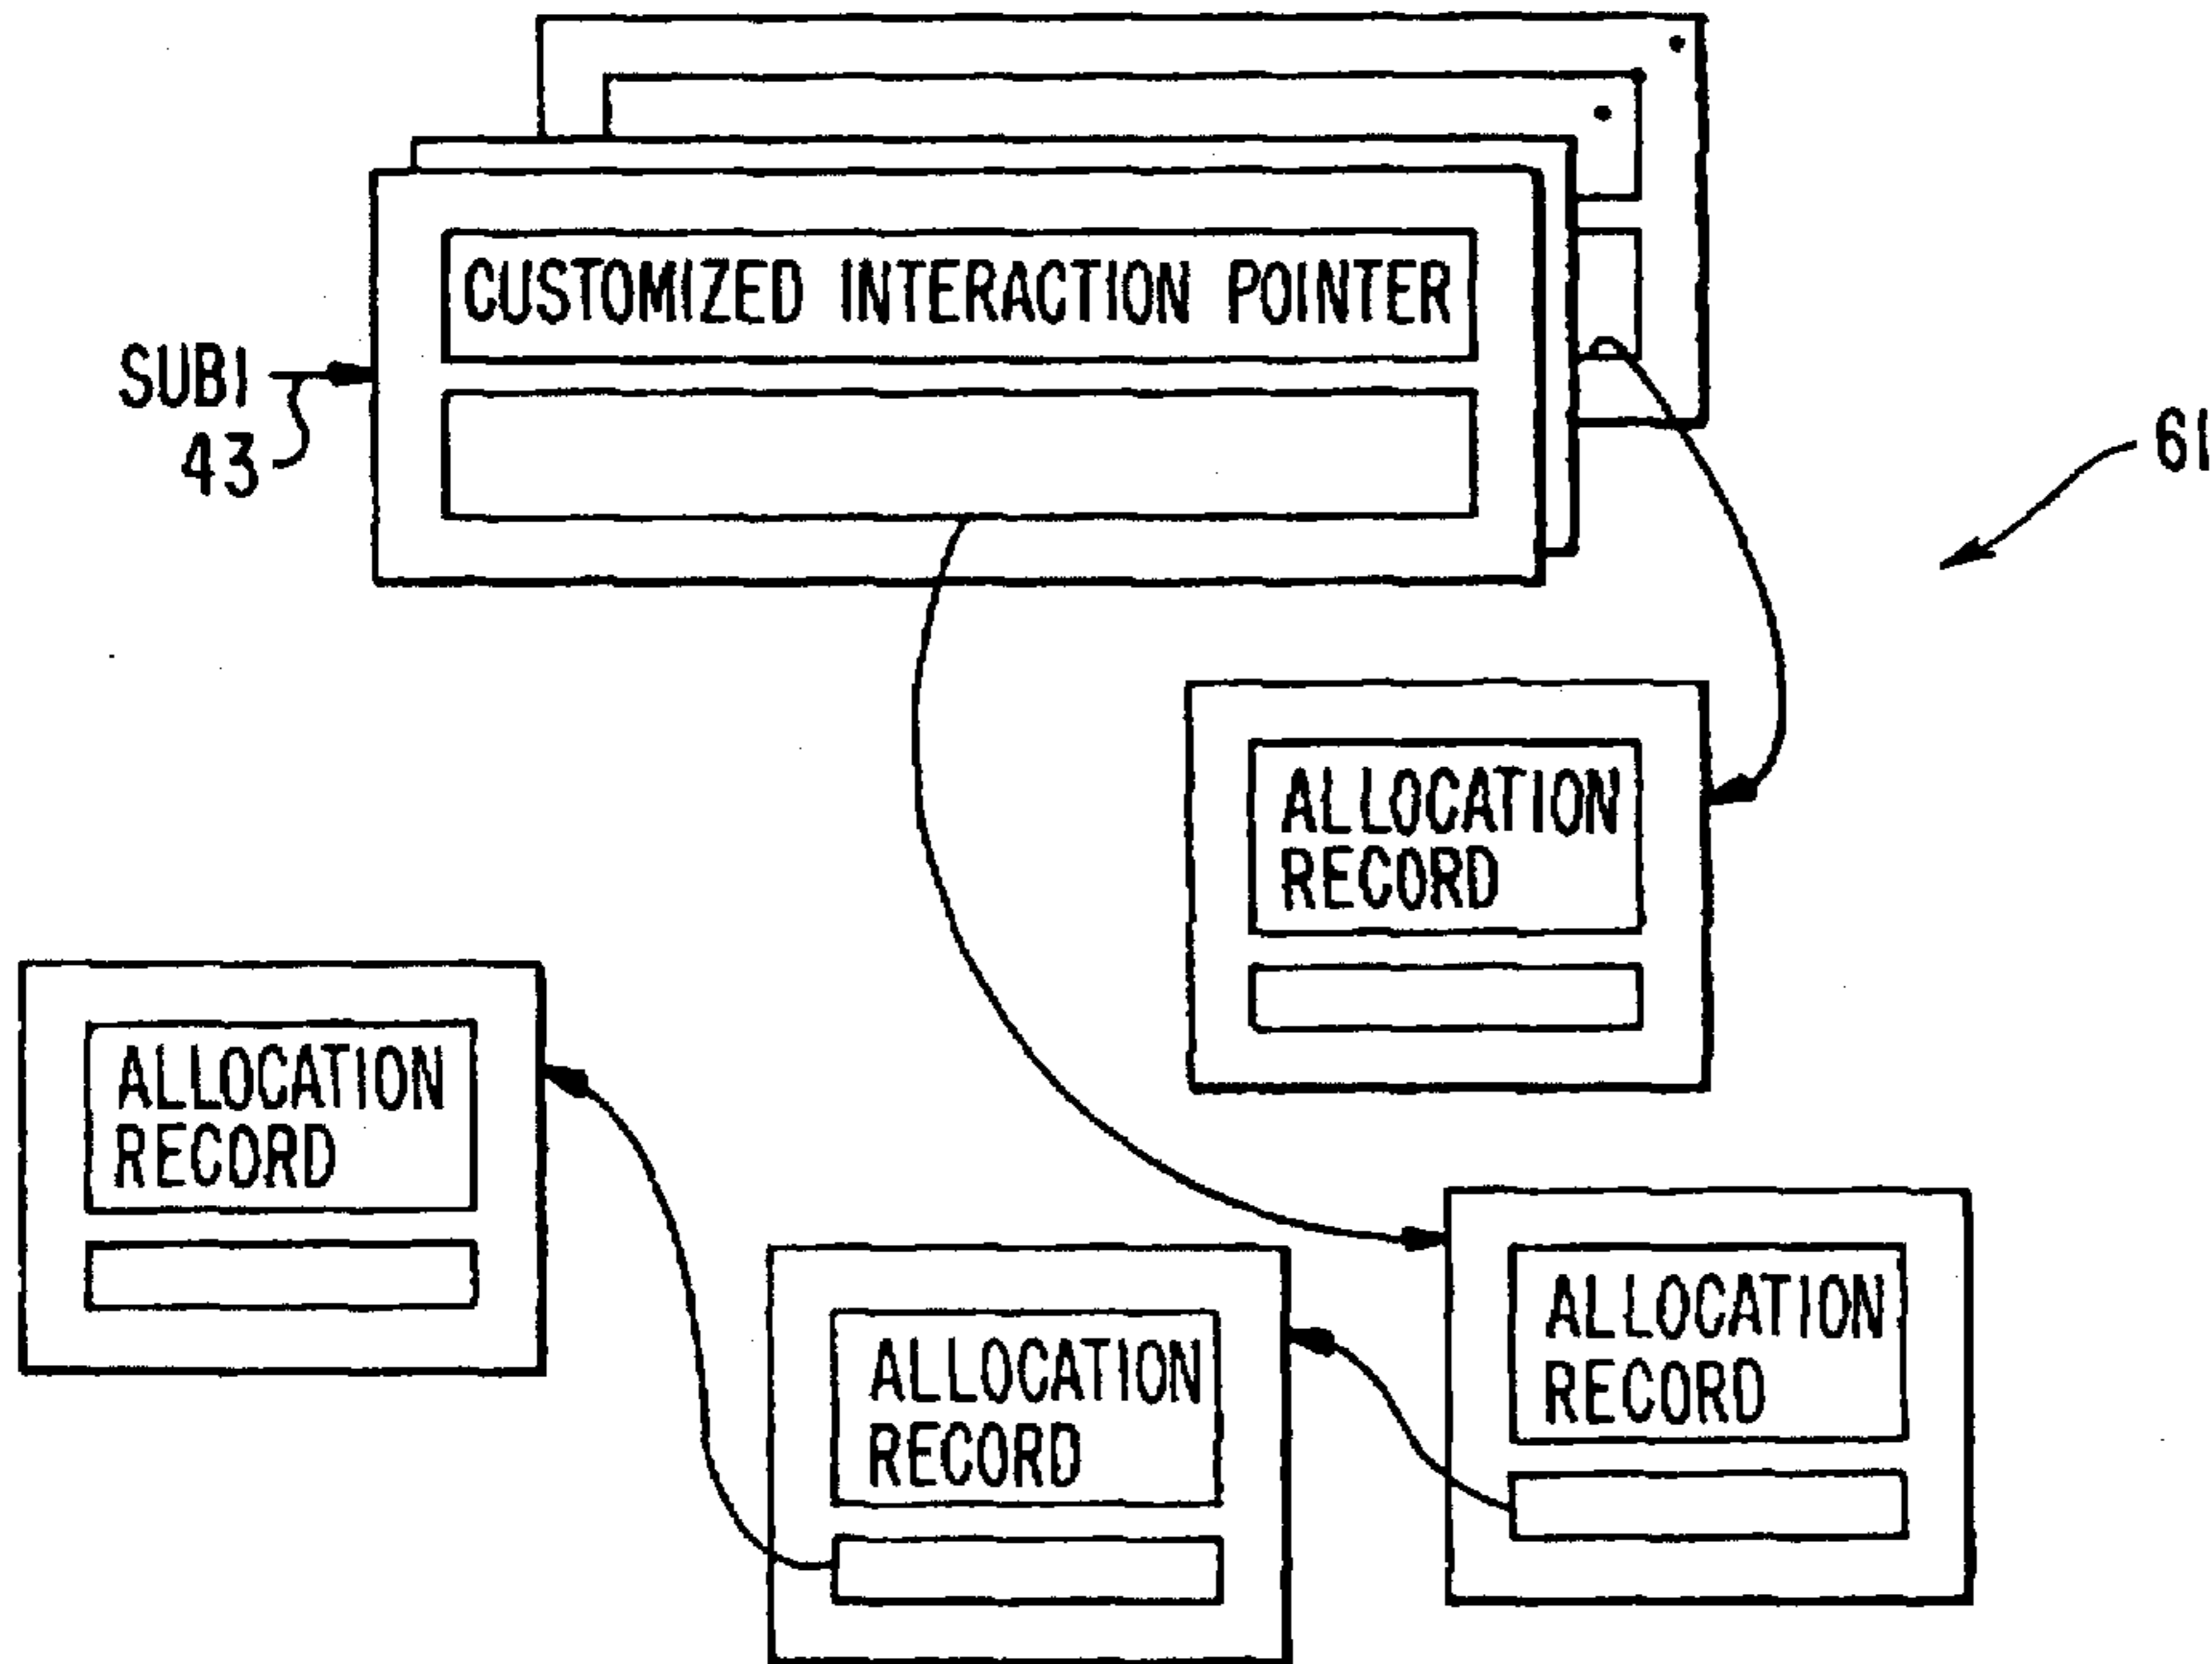 CUSTOMIZED INTERACTION POINTER
SUB1
43
61
ALLOCATION
RECORD
ALLOCATION
RECORD
ALLOCATION
RECORD
ALLOCATION
RECORD